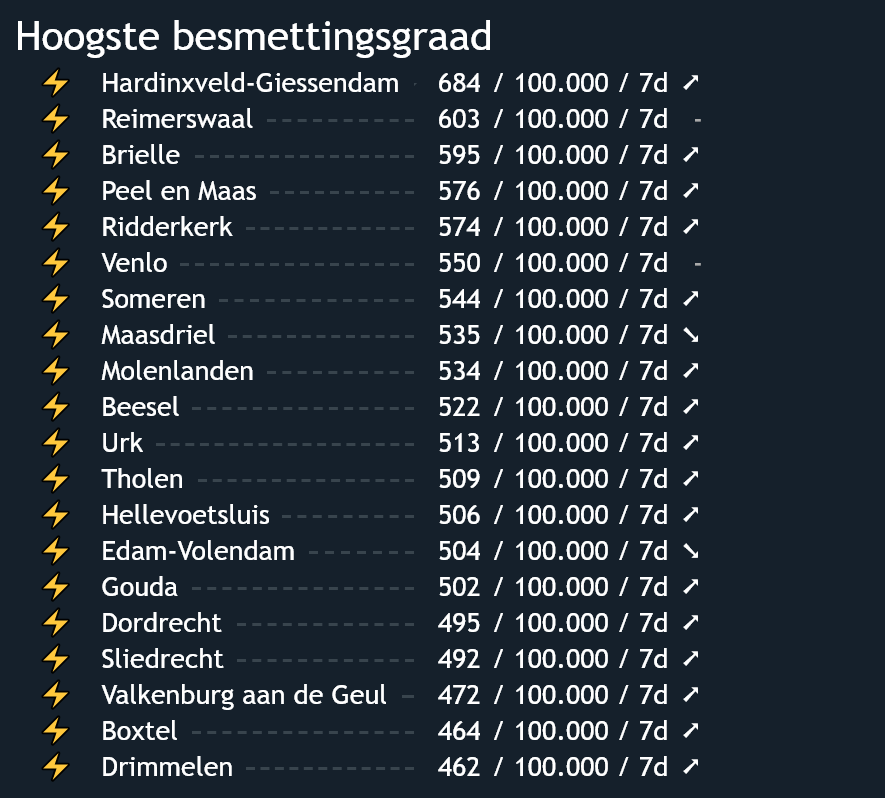 Hoogste besmettingsgraad
⚡ Hardinxveld-Giessendam - 684 / 100.000 / 7d ➚
⚡ Reimerswaal ----------- 603 / 100.000 / 7d -
⚡ Brielle ---------------- 595 / 100.000 / 7d ➚
⚡ Peel en Maas ---------- 576 / 100.000 / 7d ➚
⚡ Ridderkerk ------------ 574 / 100.000 / 7d ➚
⚡ Venlo ----------------- 550 / 100.000 / 7d -
⚡ Someren -------------- 544 / 100.000 / 7d ➚
⚡ Maasdriel ------------- 535 / 100.000 / 7d ➘
⚡ Molenlanden ---------- 534 / 100.000 / 7d ➚
⚡ Beesel ---------------- 522 / 100.000 / 7d ➚
⚡ Urk ------------------- 513 / 100.000 / 7d ➚
⚡ Tholen ---------------- 509 / 100.000 / 7d ➚
⚡ Hellevoetsluis --------- 506 / 100.000 / 7d ➚
⚡ Edam-Volendam ------- 504 / 100.000 / 7d ➘
⚡ Gouda ---------------- 502 / 100.000 / 7d ➚
⚡ Dordrecht ------------ 495 / 100.000 / 7d ➚
⚡ Sliedrecht ------------ 492 / 100.000 / 7d ➚
⚡ Valkenburg aan de Geul - 472 / 100.000 / 7d ➚
⚡ Boxtel ---------------- 464 / 100.000 / 7d ➚
⚡ Drimmelen ------------ 462 / 100.000 / 7d ➚